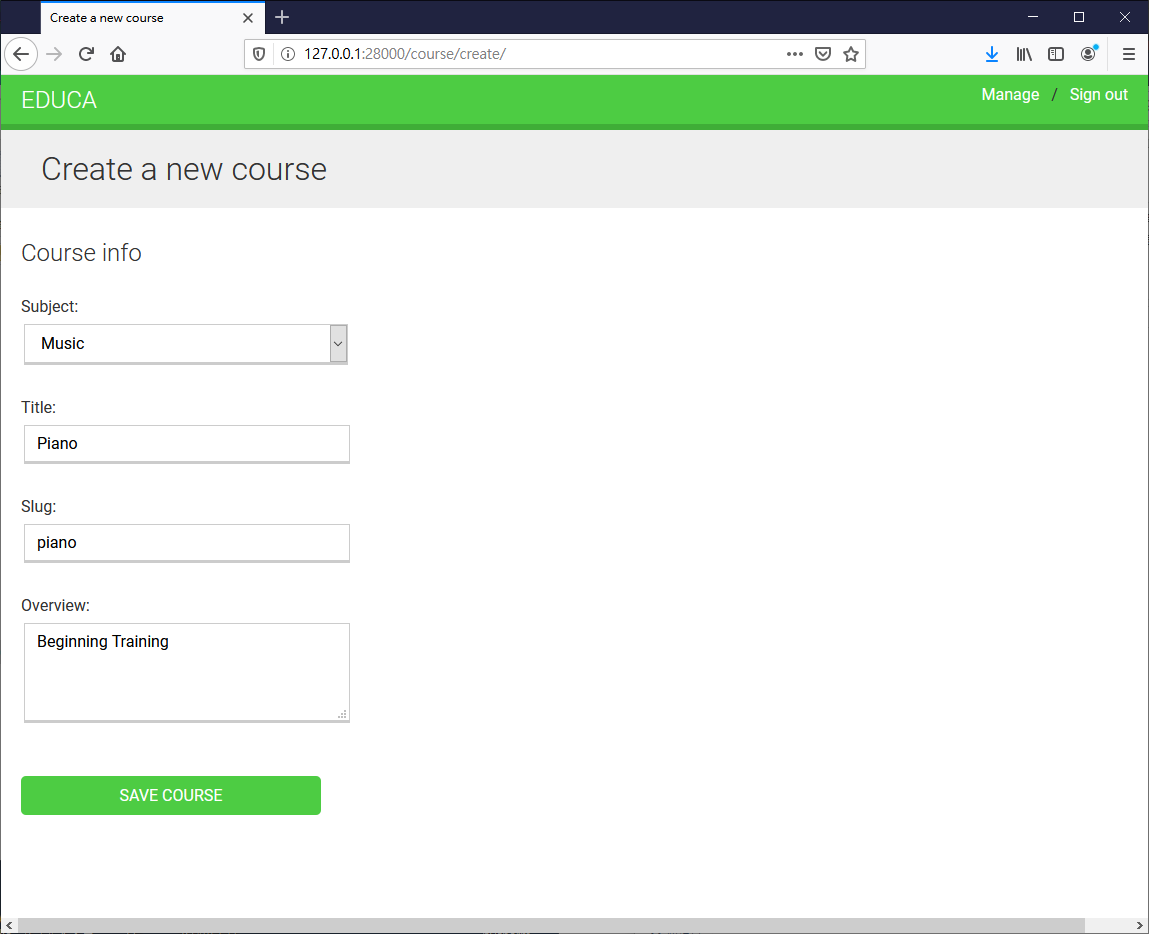 Create a new course
127.0.0.1:28000/course/create/
EDUCA
Manage / Sign out
Create a new course
Course info
Subject:
Music
Title:
Piano
Slug:
piano
Overview:
Beginning Training
SAVE COURSE